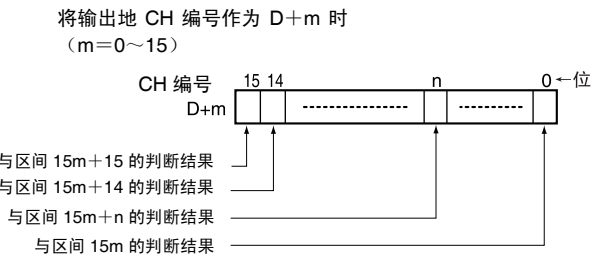 将输出地 CH 编号作为 D+m 时
（m=0～15）
CH 编号 15 14 n 0 ←位
D+m
与区间 15m+15 的判断结果
与区间 15m+14 的判断结果
与区间 15m+n 的判断结果
与区间 15m 的判断结果